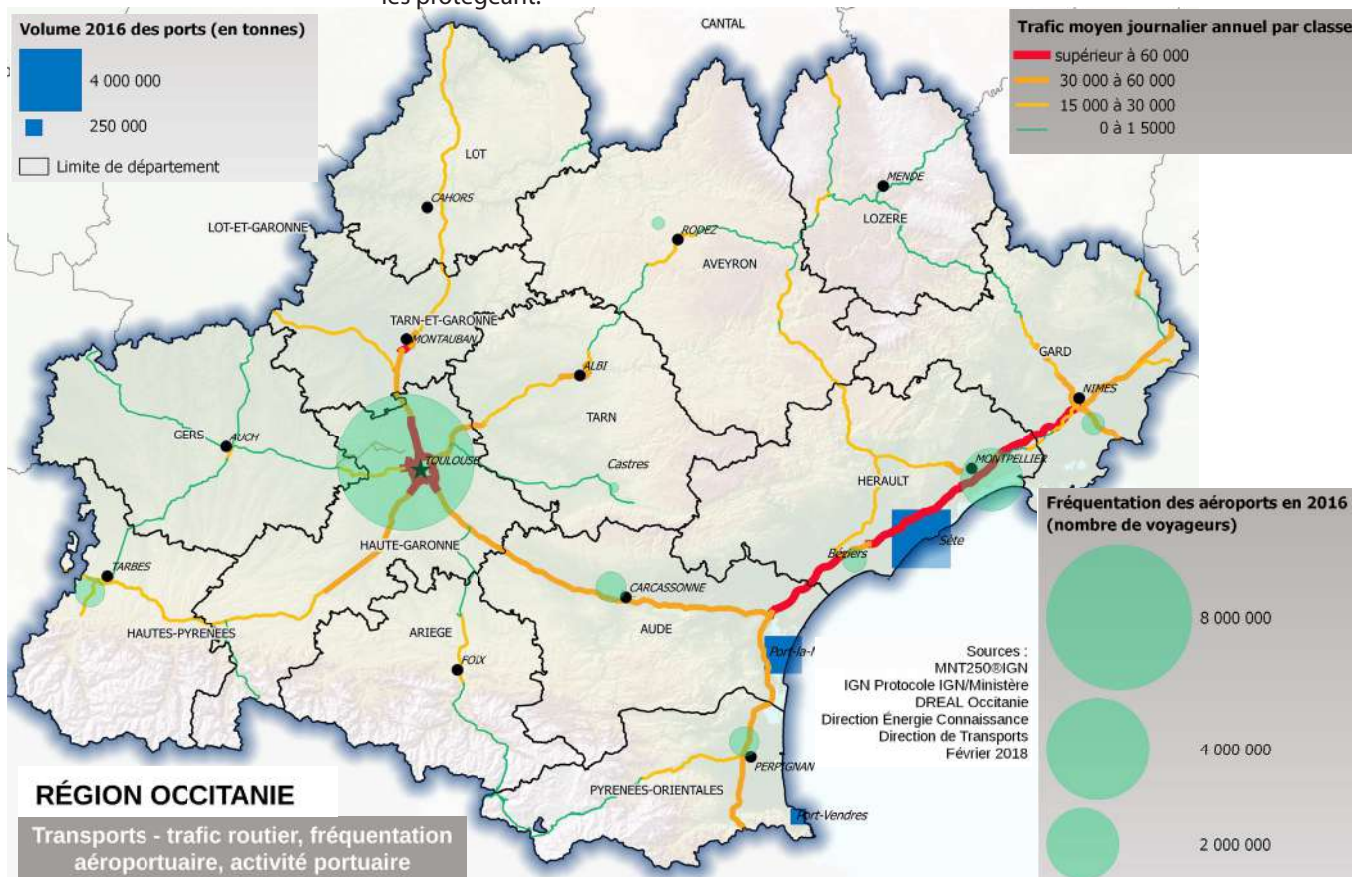 les protégeant.
Volume 2016 des ports (en tonnes)
4 000 000
250 000
Limite de département
Trafic moyen journalier annuel par classe
supérieur à 60 000
30 000 à 60 000
15 000 à 30 000
0 à 1 5000
CANTAL
LOT
CAHORS
MENDE
LOZERE
LOT-ET-GARONNE
RODEZ
AVEYRON
TARN-ET-GARONNE
MONTAUBAN
GARD
ALBI
NIMES
TARN
GERS
AUCH
TOULOUSE
Castres
MONTPELLIER
HERAULT
HAUTE-GARONNE
Sète
Béziers
TARBES
CARCASSONNE
HAUTES-PYRENEES
ARIEGE
AUDE
FOIX
Port-la-N
PERPIGNAN
PYRENEES-ORIENTALES
Port-Vendres
Sources :
MNT250®IGN
IGN Protocole IGN/Ministère
DREAL Occitanie
Direction Énergie Connaissance
Direction de Transports
Février 2018
Fréquentation des aéroports en 2016
(nombre de voyageurs)
8 000 000
4 000 000
2 000 000
RÉGION OCCITANIE
Transports - trafic routier, fréquentation
aéroportuaire, activité portuaire